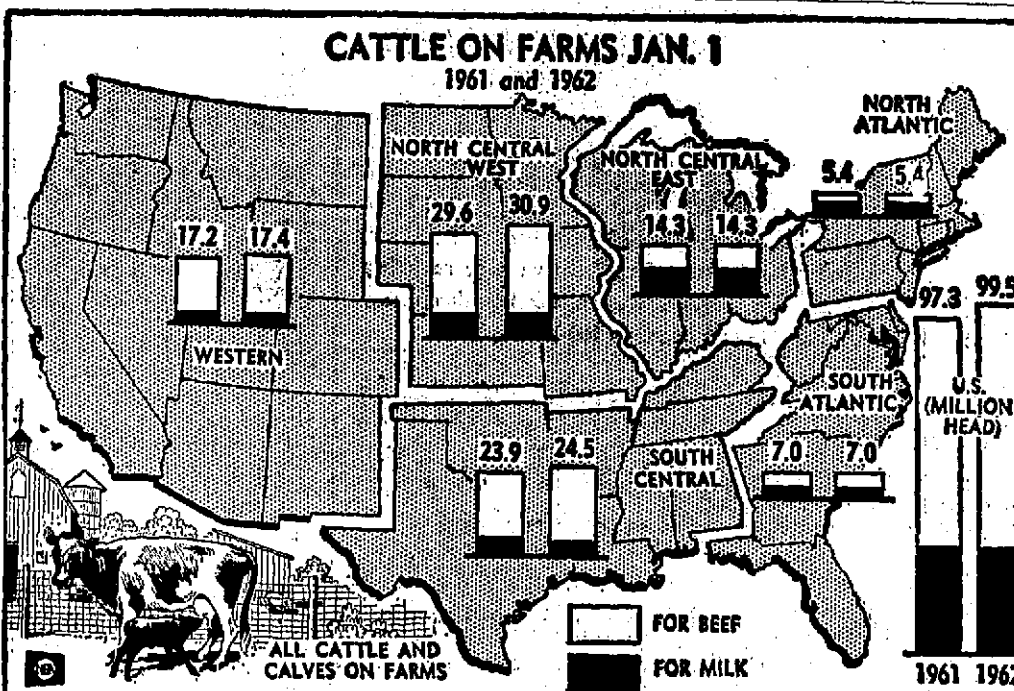 CATTLE ON FARMS JAN. 1
1961 and 1962
NORTH
ATLANTIC
5.4 5.4
NORTH CENTRAL
WEST
29.6 30.9
NORTH CENTRAL
EAST
14.3 14.3
17.2 17.4
WESTERN
97.3 99.5
U.S.
(MILLION
HEAD)
SOUTH
ATLANTIC
7.0 7.0
SOUTH
CENTRAL
23.9 24.5
FOR BEEF
FOR MILK
ALL CATTLE AND
CALVES ON FARMS
1961 1962